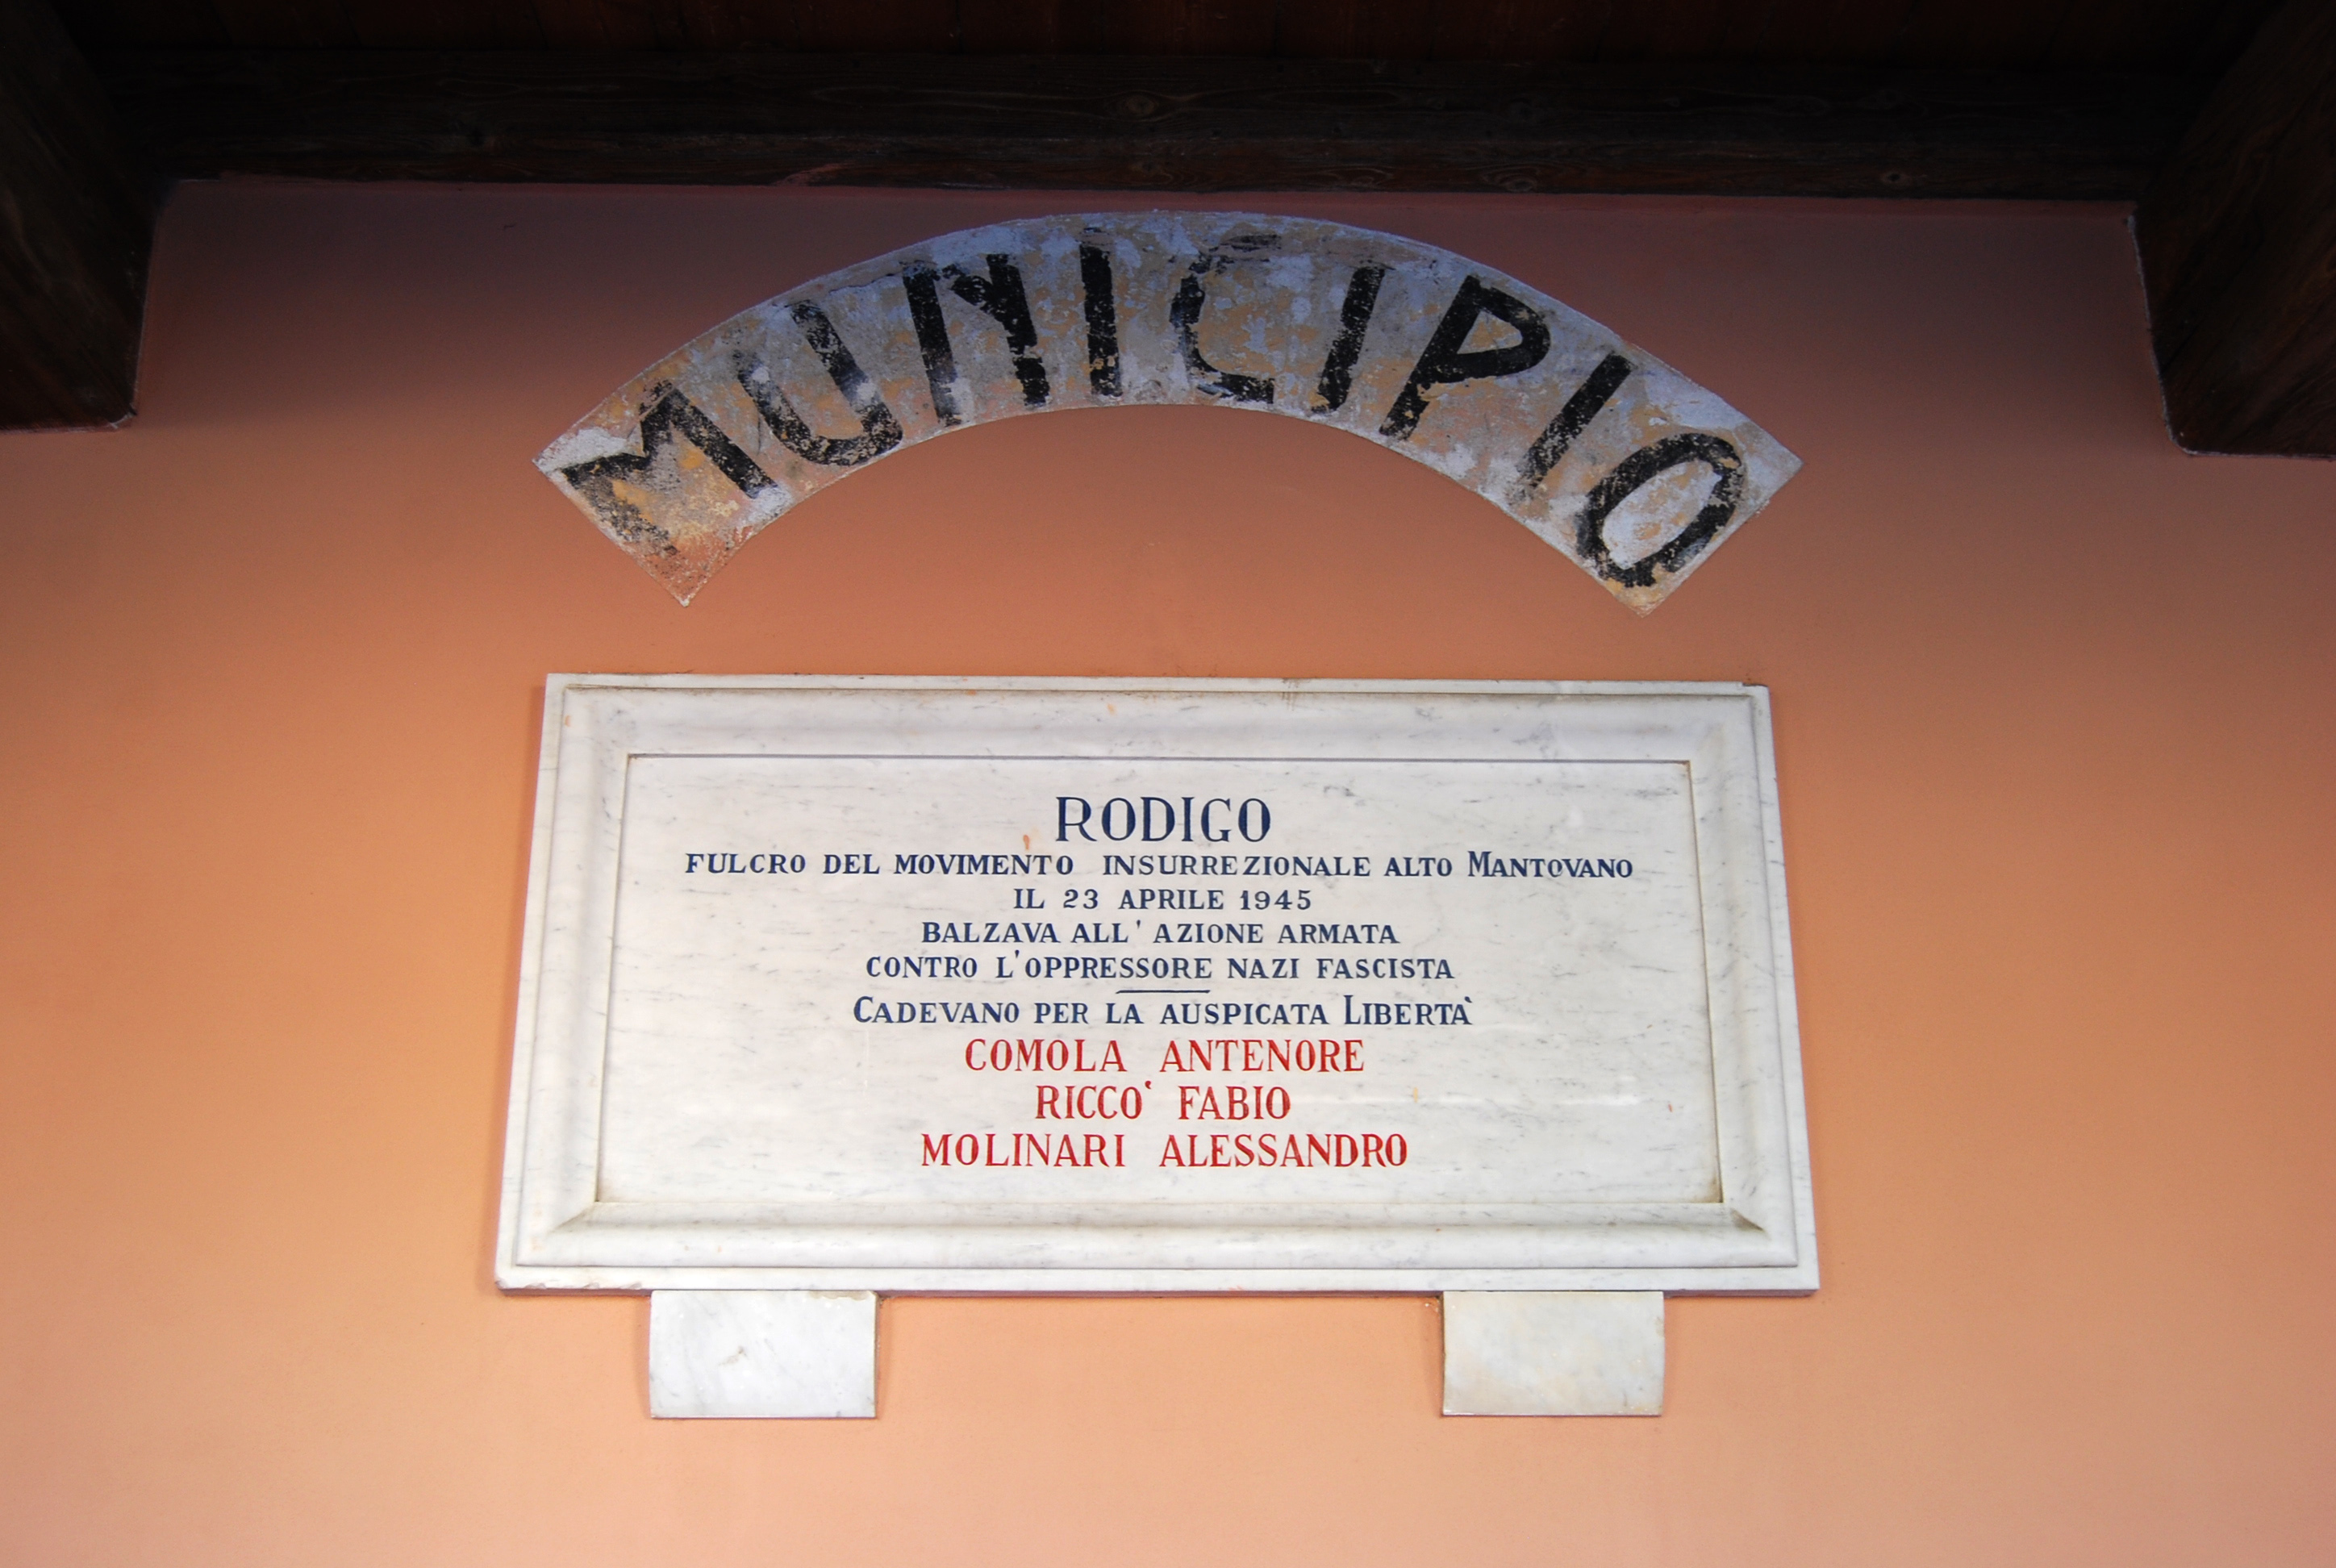 MUNICIPIO
RODIGO
FULCRO DEL MOVIMENTO INSURREZIONALE ALTO MANTOVANO
IL 23 APRILE 1945
BALZAVA ALL' AZIONE ARMATA
CONTRO L'OPPRESSORE NAZI FASCISTA
CADEVANO PER LA AUSPICATA LIBERTÀ
COMOLA ANTENORE
RICCO' FABIO
MOLINARI ALESSANDRO